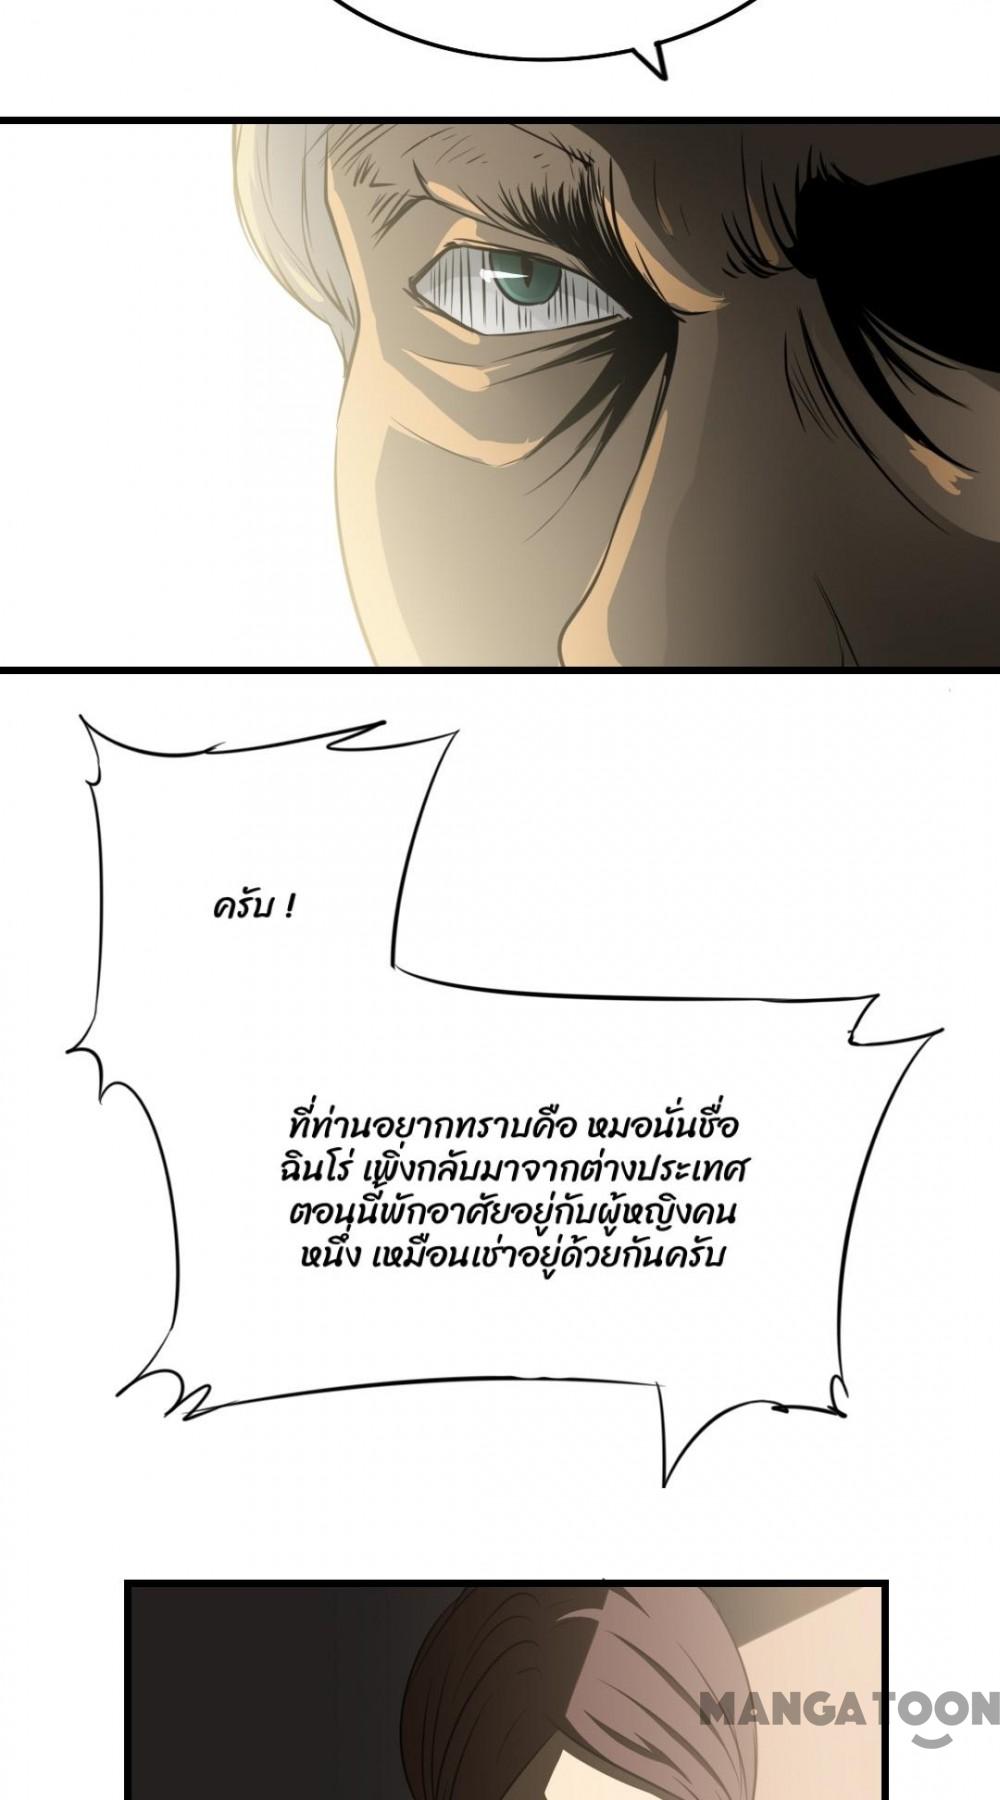 ครับ !
ที่ท่านอยากทราบคือ หมอนั่นชื่อ
ฉินโร่ เพิ่งกลับมาจากต่างประเทศ
ตอนนี้พักอาศัยอยู่กับผู้หญิงคน
หนึ่ง เหมือนเช่าอยู่ด้วยกันครับ
MANGATOON